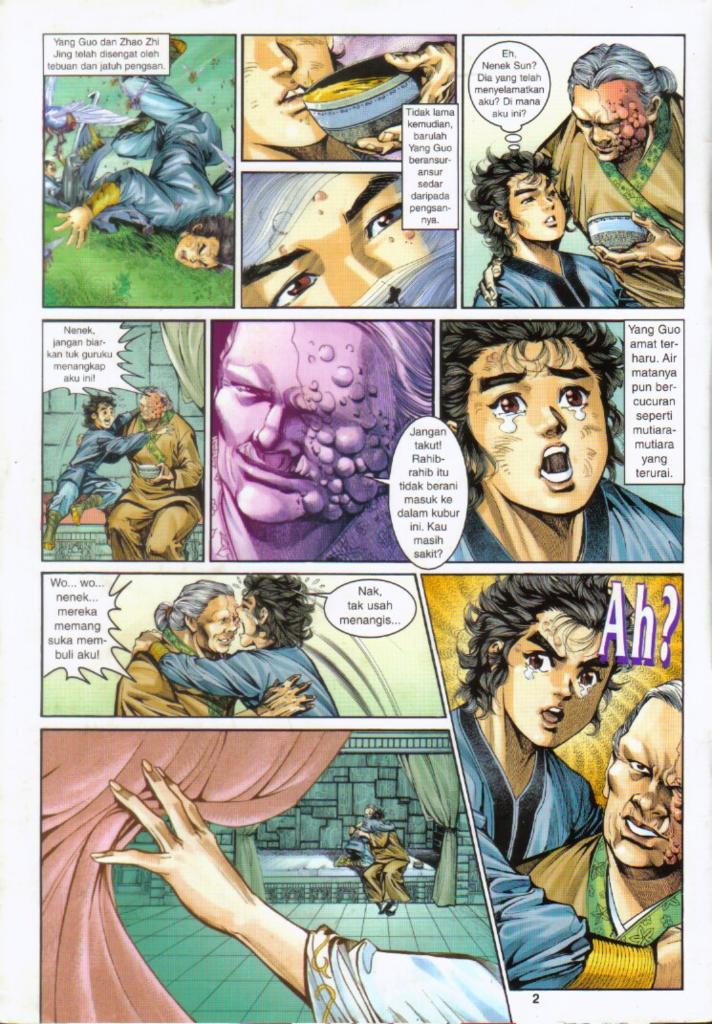 Yang Guo dan Zhao Zhi
Jing telah disengat oleh
tebuan dan jatuh pengsan.
Tidak lama
kemudian,
barulah
Yang Guo
beransur-
ansur
sedar
daripada
pengsan-
nya.
Eh,
Nenek Sun?
Dia yang telah
menyelamatkan
aku? Di mana
aku ini?
Nenek,
jangan biar-
kan tuk guruku
menangkap
aku ini!
Jangan
takut!
Rahib-
rahib itu
tidak berani
masuk ke
dalam kubur
ini. Kau
masih
sakit?
Yang Guo
amat ter-
haru. Air
matanya
pun ber-
cucuran
seperti
mutiara-
mutiara
yang
terurai.
Wo... wo...
nenek...
mereka
memang
suka mem-
buli aku!
Nak,
tak usah
menangis...
Ah?
2